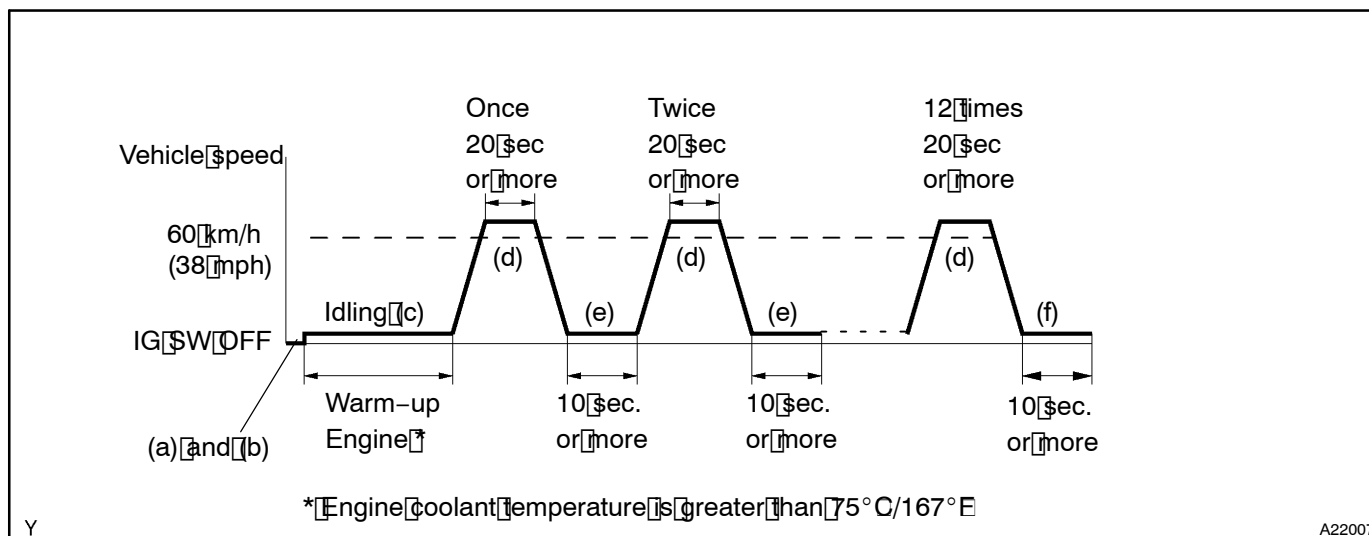 Once
20 sec
or more
Twice
20 sec
or more
12 times
20 sec
or more
Vehicle speed
60 km/h
(38 mph)
(d)
(d)
(d)
Idling (c)
(e)
(e)
(f)
IG SW OFF
Warm−up
Engine *
10 sec.
or more
10 sec.
or more
10 sec.
or more
(a) and (b)
* Engine coolant temperature is greater than 75°C/167°F
Y
A22007